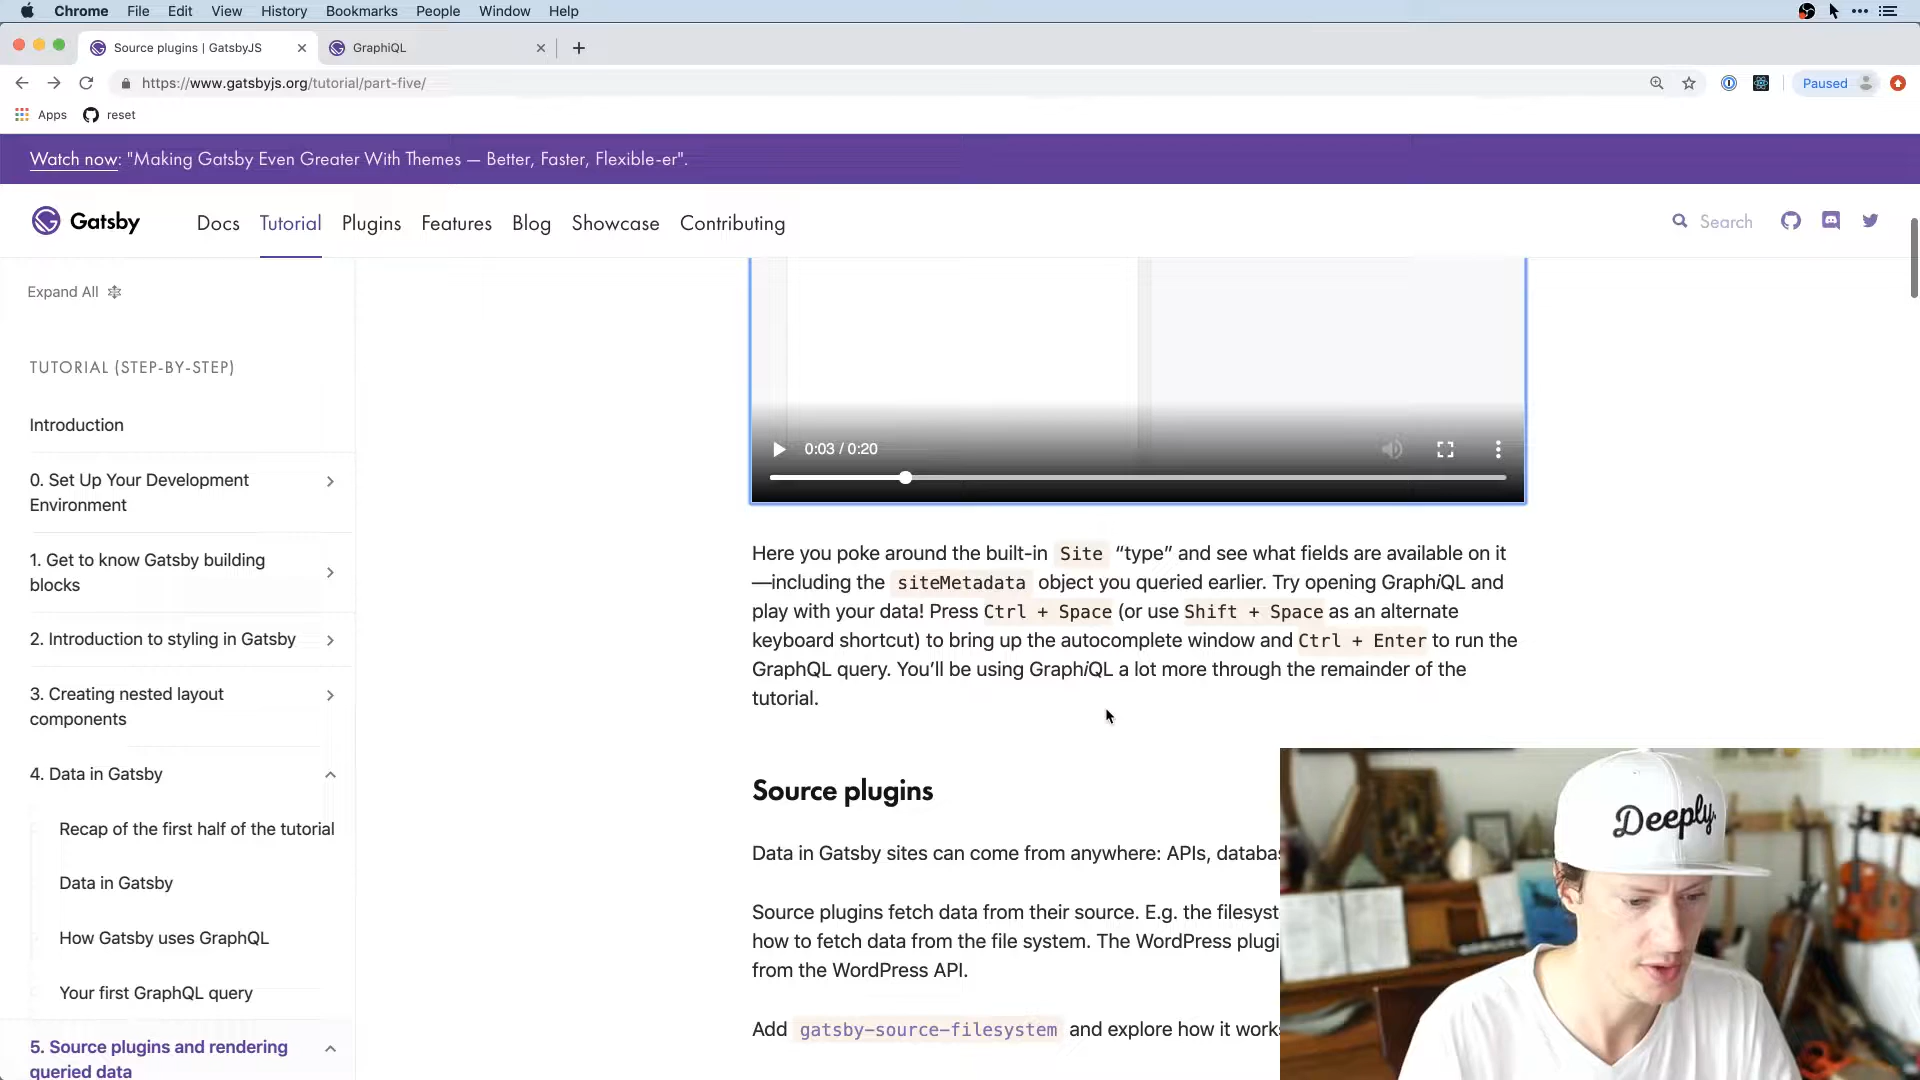 Chrome File Edit View History Bookmarks People Window Help
Source plugins | GatsbyJS
GraphiQL
https://www.gatsbyjs.org/tutorial/part-five/
Paused
Apps
reset
Watch now: "Making Gatsby Even Greater With Themes — Better, Faster, Flexible-er".
Gatsby
Docs Tutorial Plugins Features Blog Showcase Contributing
Search
Expand All
TUTORIAL (STEP-BY-STEP)
Introduction
0. Set Up Your Development
Environment
1. Get to know Gatsby building
blocks
2. Introduction to styling in Gatsby
3. Creating nested layout
components
4. Data in Gatsby
Recap of the first half of the tutorial
Data in Gatsby
How Gatsby uses GraphQL
Your first GraphQL query
5. Source plugins and rendering
queried data
0:03 / 0:20
Here you poke around the built-in Site “type” and see what fields are available on it
—including the siteMetadata object you queried earlier. Try opening GraphiQL and
play with your data! Press Ctrl + Space (or use Shift + Space as an alternate
keyboard shortcut) to bring up the autocomplete window and Ctrl + Enter to run the
GraphQL query. You’ll be using GraphiQL a lot more through the remainder of the
tutorial.
Source plugins
Data in Gatsby sites can come from anywhere: APIs, databas
Source plugins fetch data from their source. E.g. the filesyst
how to fetch data from the file system. The WordPress plugi
from the WordPress API.
Add gatsby-source-filesystem and explore how it works
Deeply.